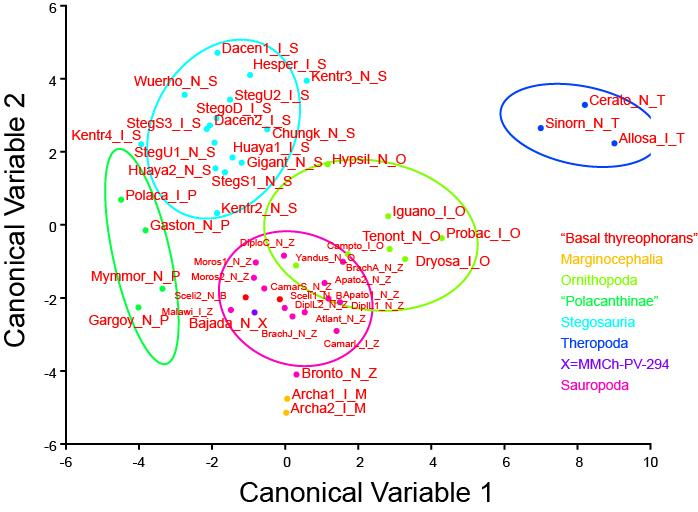 6
4
2
0
-2
-4
-6
-6
-4
-2
0
2
4
6
8
10
Canonical Variable 2
Canonical Variable 1
Dacen1_I_S
Hesper_I_S
Kentr3_N_S
Wuerho_N_S
StegU2_I_S
StegoD_I_S
StegS3_I_S
Dacen2_I_S
Kentr4_I_S
Chungk_N_S
StegU1_N_S
Huaya1_I_S
Huaya2_N_S
Gigant_N_S
StegS1_N_S
Kentr2_N_S
Hypsil_N_O
Cerato_N_T
Sinorn_N_T
Allosa_I_T
Polaca_I_P
Gaston_N_P
Mymmor_N_P
Gargoy_N_P
Iguano_I_O
Tenont_N_O
Probac_I_O
Dryosa_I_O
DiploC_N_Z
Campto_I_O
Yandus_N_O
Moros1_N_Z
BrachA_N_Z
Moros2_N_Z
Apato2_N_Z
CamarS_N_Z
Sceli2_N_B
Sceli1_N_B
Apato1_N_Z
DiplL2_N_Z
DiplL1_N_Z
Malawi_I_Z
Bajada_N_X
Atlant_N_Z
BrachJ_N_Z
CamarL_I_Z
Bronto_N_Z
Archa1_I_M
Archa2_I_M
"Basal thyreophorans"
Marginocephalia
Ornithopoda
"Polacanthinae"
Stegosauria
Theropoda
X=MMCh-PV-294
Sauropoda